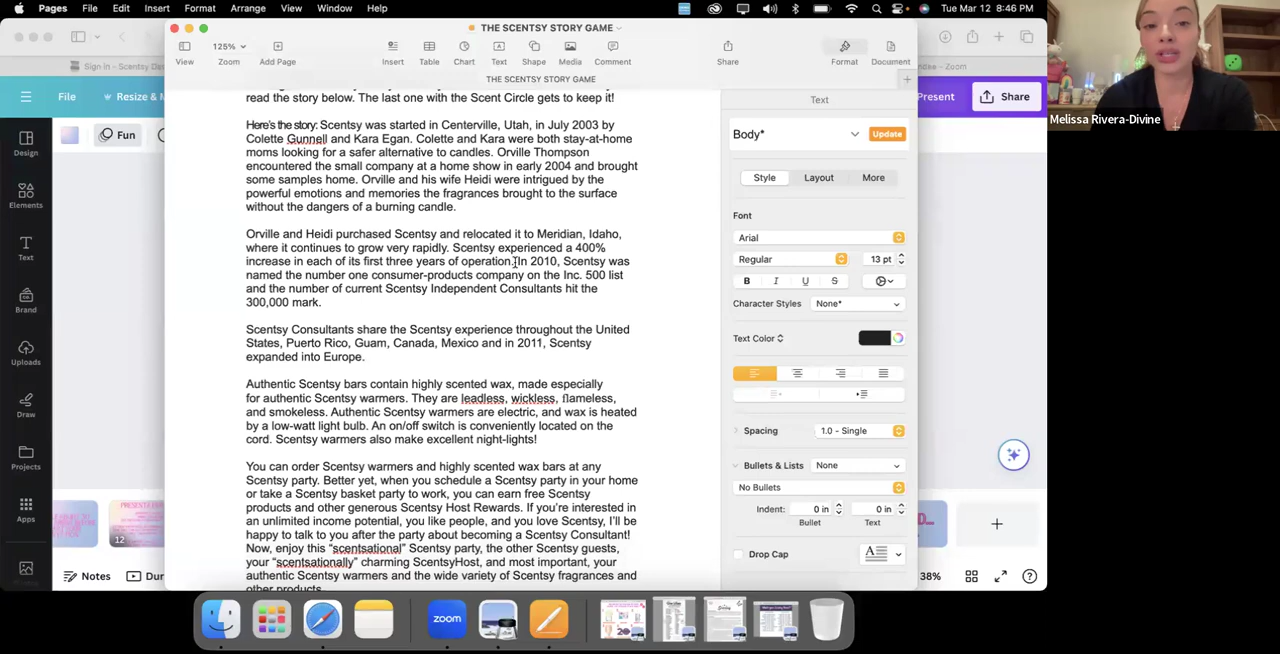 Pages File Edit Insert Format Arrange View Window Help
Tue Mar 12 8:46 PM
THE SCENTSY STORY GAME
125%
View Zoom Add Page Insert Table Chart Text Shape Media Comment Share Format Document
THE SCENTSY STORY GAME
Sign in – Scentsy
Zoom
File Resize &
Present Share
Fun
Design
Elements
Text
Brand
Uploads
Draw
Projects
Apps
read the story below. The last one with the Scent Circle gets to keep it!
Here's the story: Scentsy was started in Centerville, Utah, in July 2003 by
Colette Gunnell and Kara Egan. Colette and Kara were both stay-at-home
moms looking for a safer alternative to candles. Orville Thompson
encountered the small company at a home show in early 2004 and brought
some samples home. Orville and his wife Heidi were intrigued by the
powerful emotions and memories the fragrances brought to the surface
without the dangers of a burning candle.
Orville and Heidi purchased Scentsy and relocated it to Meridian, Idaho,
where it continues to grow very rapidly. Scentsy experienced a 400%
increase in each of its first three years of operation. In 2010, Scentsy was
named the number one consumer-products company on the Inc. 500 list
and the number of current Scentsy Independent Consultants hit the
300,000 mark.
Scentsy Consultants share the Scentsy experience throughout the United
States, Puerto Rico, Guam, Canada, Mexico and in 2011, Scentsy
expanded into Europe.
Authentic Scentsy bars contain highly scented wax, made especially
for authentic Scentsy warmers. They are leadless, wickless, flameless,
and smokeless. Authentic Scentsy warmers are electric, and wax is heated
by a low-watt light bulb. An on/off switch is conveniently located on the
cord. Scentsy warmers also make excellent night-lights!
You can order Scentsy warmers and highly scented wax bars at any
Scentsy party. Better yet, when you schedule a Scentsy party in your home
or take a Scentsy basket party to work, you can earn free Scentsy
products and other generous Scentsy Host Rewards. If you're interested in
an unlimited income potential, you like people, and you love Scentsy, I'll be
happy to talk to you after the party about becoming a Scentsy Consultant!
Now, enjoy this "scentsational" Scentsy party, the other Scentsy guests,
your "scentsationally" charming ScentsyHost, and most important, your
authentic Scentsy warmers and the wide variety of Scentsy fragrances and
other products.
Text
Body* Update
Style Layout More
Font
Arial
Regular 13 pt
B I U S
Character Styles None*
Text Color
Spacing 1.0 - Single
Bullets & Lists None
No Bullets
Indent: 0 in 0 in
Bullet Text
Drop Cap
12
Notes Dur
38%
zoom
Melissa Rivera-Divine